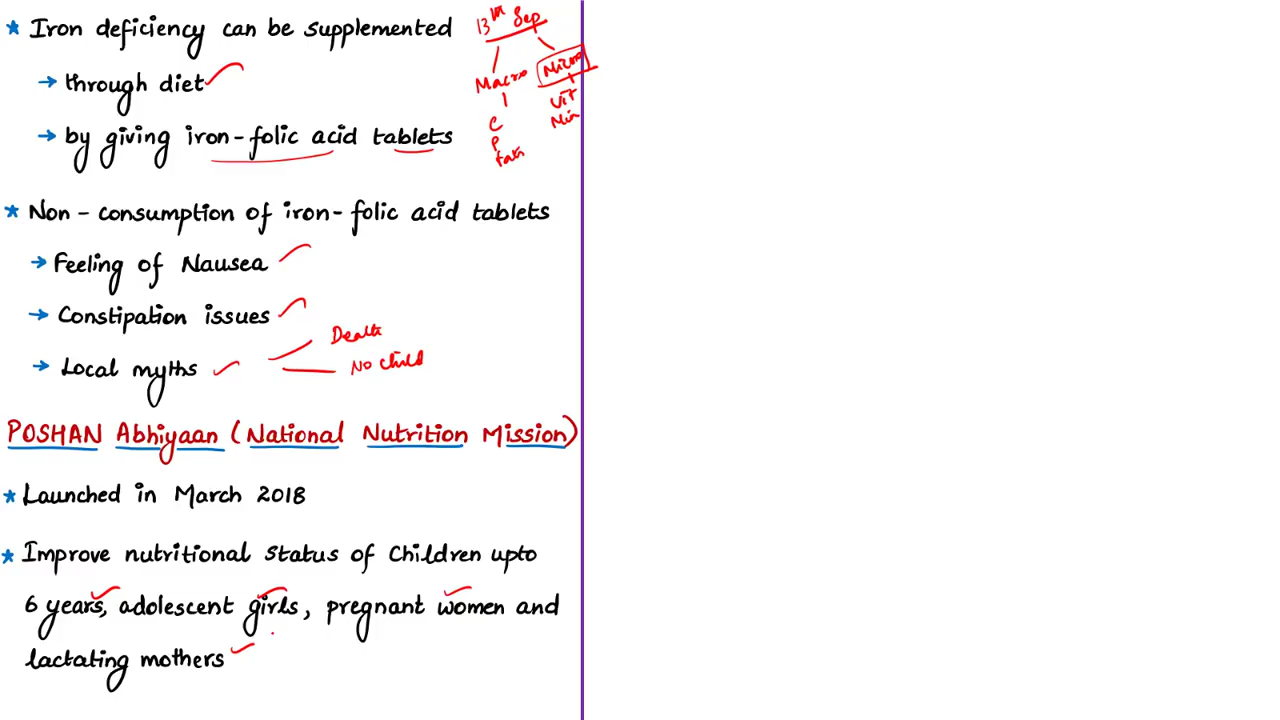 * Iron deficiency can be supplemented
→ through diet
→ by giving iron-folic acid tablets
13th Sep
Macro
Micro
C
P
Fats
Vit
Min
* Non-consumption of iron-folic acid tablets
→ Feeling of Nausea
→ Constipation issues
→ Local myths
Death
No child
POSHAN Abhiyaan (National Nutrition Mission)
* Launched in March 2018
* Improve nutritional status of Children upto
6 years, adolescent girls, pregnant women and
lactating mothers